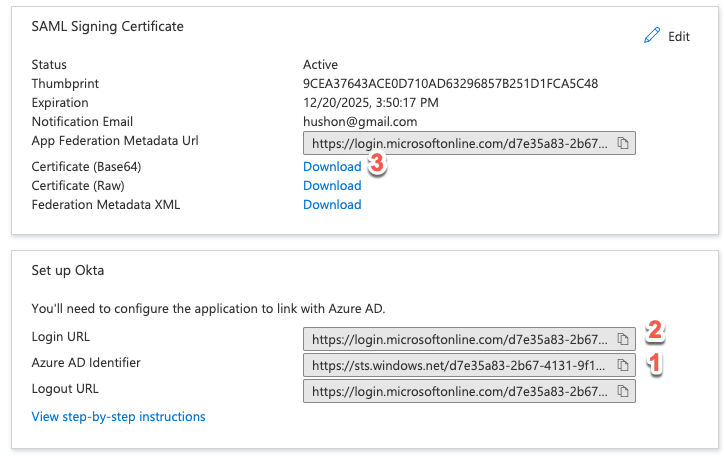 SAML Signing Certificate
Edit
Status Active
Thumbprint 9CEA37643ACE0D710AD63296857B251D1FCA5C48
Expiration 12/20/2025, 3:50:17 PM
Notification Email hushon@gmail.com
App Federation Metadata Url https://login.microsoftonline.com/d7e35a83-2b67...
Certificate (Base64) Download 3
Certificate (Raw) Download
Federation Metadata XML Download
Set up Okta
You'll need to configure the application to link with Azure AD.
Login URL https://login.microsoftonline.com/d7e35a83-2b67... 2
Azure AD Identifier https://sts.windows.net/d7e35a83-2b67-4131-9f1... 1
Logout URL https://login.microsoftonline.com/d7e35a83-2b67...
View step-by-step instructions